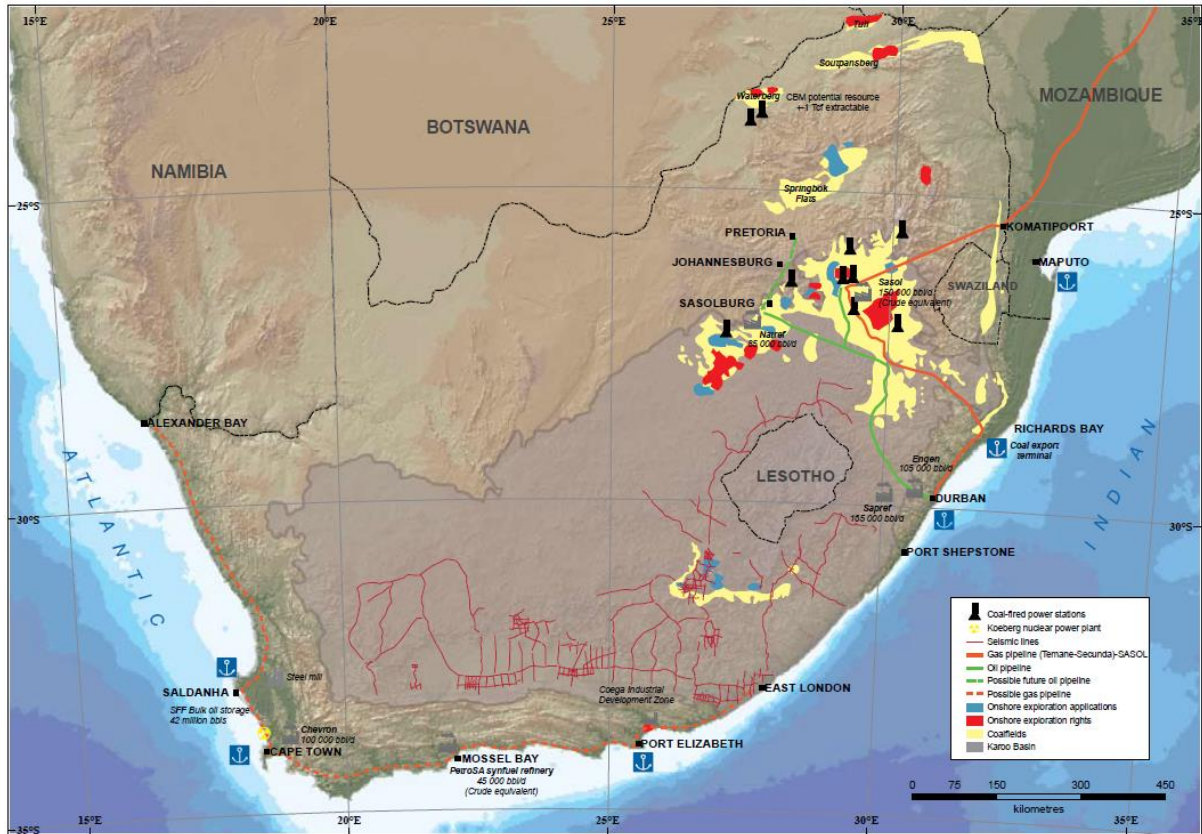 15°E
20°E
25°E
30°E
35°E
Tuli
Soutpansberg
Waterberg
CBM potential resource
+-1 Tcf extractable
MOZAMBIQUE
BOTSWANA
NAMIBIA
Springbok
Flats
25°S
25°S
PRETORIA
KOMATIPOORT
JOHANNESBURG
MAPUTO
Sasol
150 000 bbl/d
(Crude equivalent)
SWAZILAND
SASOLBURG
Natref
85 000 bbl/d
ALEXANDER BAY
RICHARDS BAY
Coal export
terminal
ATLANTIC
INDIAN
LESOTHO
Engen
105 000 bbl/d
DURBAN
Sapref
165 000 bbl/d
30°S
30°S
PORT SHEPSTONE
Coal-fired power stations
Koeberg nuclear power plant
Seismic lines
Gas pipeline (Temane-Secunda)-SASOL
Oil pipeline
Possible future oil pipeline
Possible gas pipeline
Onshore exploration applications
Onshore exploration rights
Coalfields
Karoo Basin
Steel mill
SALDANHA
SFF Bulk oil storage
42 million bbls
Coega Industrial
Development Zone
EAST LONDON
Chevron
100 000 bbl/d
CAPE TOWN
MOSSEL BAY
PetroSA synfuel refinery
45 000 bbl/d
(Crude equivalent)
PORT ELIZABETH
0 75 150 300 450
kilometres
35°S
15°E
20°E
25°E
30°E
35°E